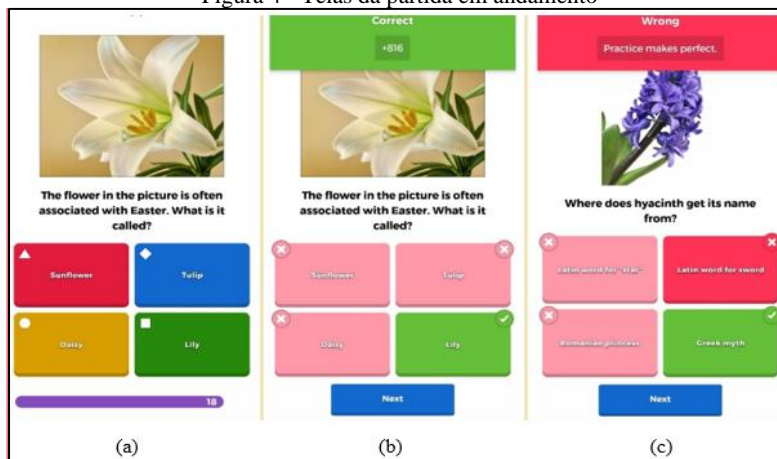 Figura 4 - Telas da partida em andamento
The flower in the picture is often
associated with Easter. What is it
called?
Sunflower
Tulip
Daisy
Lily
18
(a)
Correct
+816
The flower in the picture is often
associated with Easter. What is it
called?
Sunflower
Tulip
Daisy
Lily
Next
(b)
Wrong
Practice makes perfect.
Where does hyacinth get its name
from?
Latin word for "star"
Latin word for sword
Romanian princess
Greek myth
Next
(c)